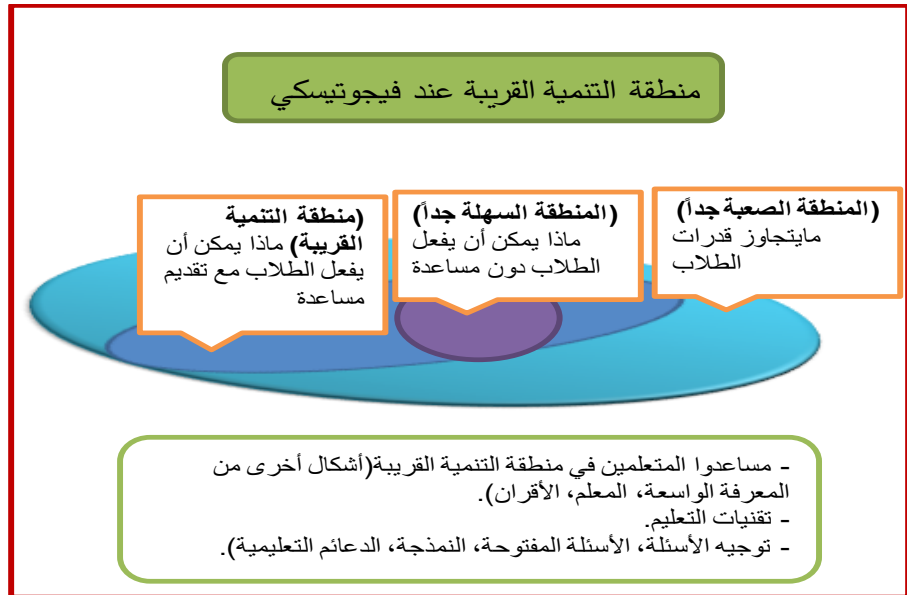 منطقة التنمية القريبة عند فيجوتيسكي
(المنطقة الصعبة جداً)
مايتجاوز قدرات
الطلاب
(المنطقة السهلة جداً)
ماذا يمكن أن يفعل
الطلاب دون مساعدة
(منطقة التنمية
القريبة) ماذا يمكن أن
يفعل الطلاب مع تقديم
مساعدة
- مساعدوا المتعلمين في منطقة التنمية القريبة(أشكال أخرى من
المعرفة الواسعة، المعلم، الأقران).
- تقنيات التعليم.
- توجيه الأسئلة، الأسئلة المفتوحة، النمذجة، الدعائم التعليمية).